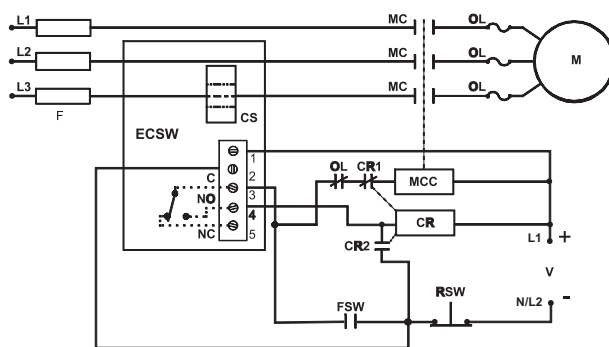 L1 MC OL
L2 MC OL M
L3 MC OL
F CS
ECSW
1
C 2 OL CR1 MCC
NO 3
4 CR L1 +
NC 5 CR2
V
FSW RSW N/L2 -